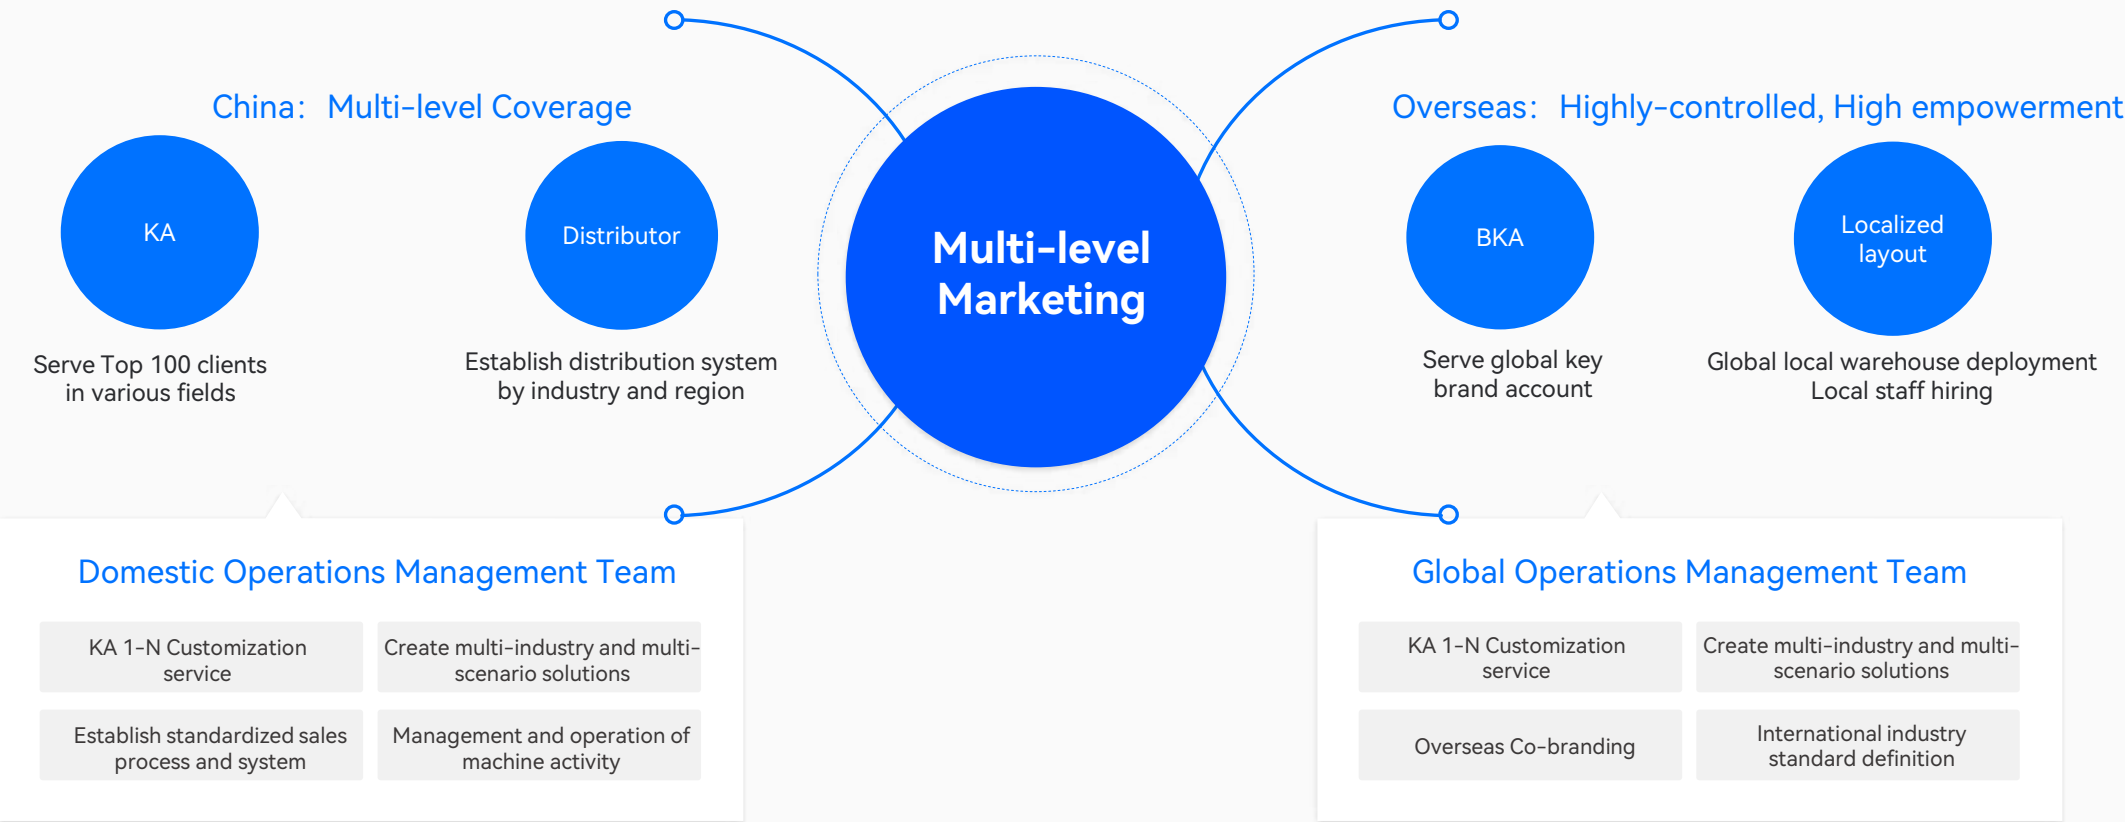 China： Multi-level Coverage
KA
Serve Top 100 clients
in various fields
Distributor
Establish distribution system
by industry and region
Multi-level
Marketing
Overseas： Highly-controlled, High empowerment
BKA
Serve global key
brand account
Localized
layout
Global local warehouse deployment
Local staff hiring
Domestic Operations Management Team
KA 1-N Customization
service
Create multi-industry and multi-
scenario solutions
Establish standardized sales
process and system
Management and operation of
machine activity
Global Operations Management Team
KA 1-N Customization
service
Create multi-industry and multi-
scenario solutions
Overseas Co-branding
International industry
standard definition